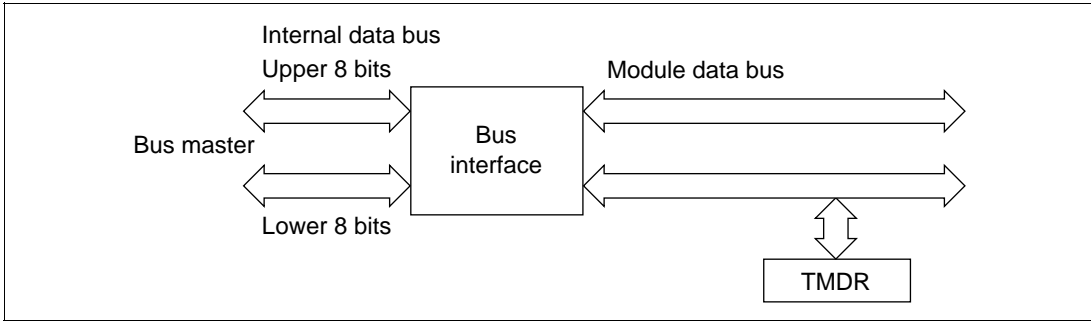 Internal data bus
Upper 8 bits
Module data bus
Bus master
Bus
interface
Lower 8 bits
TMDR